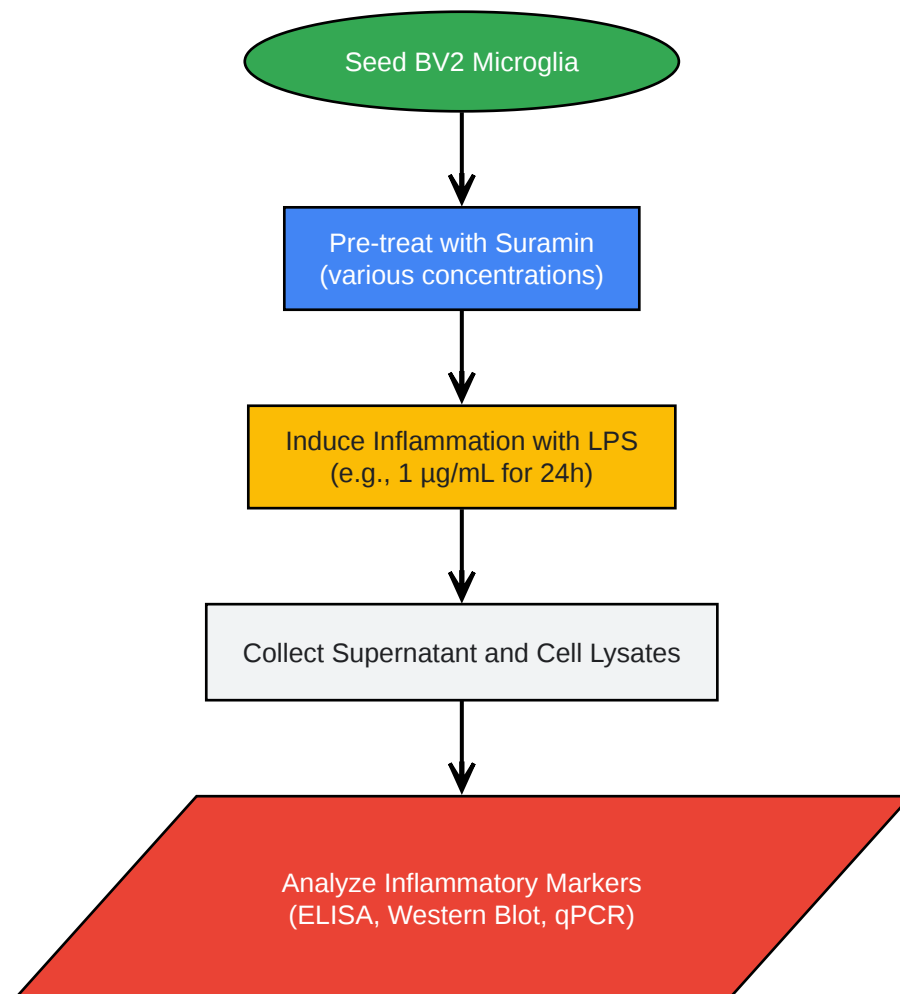 Seed BV2 Microglia
Pre-treat with Suramin
(various concentrations)
Induce Inflammation with LPS
(e.g., 1 µg/mL for 24h)
Collect Supernatant and Cell Lysates
Analyze Inflammatory Markers
(ELISA, Western Blot, qPCR)